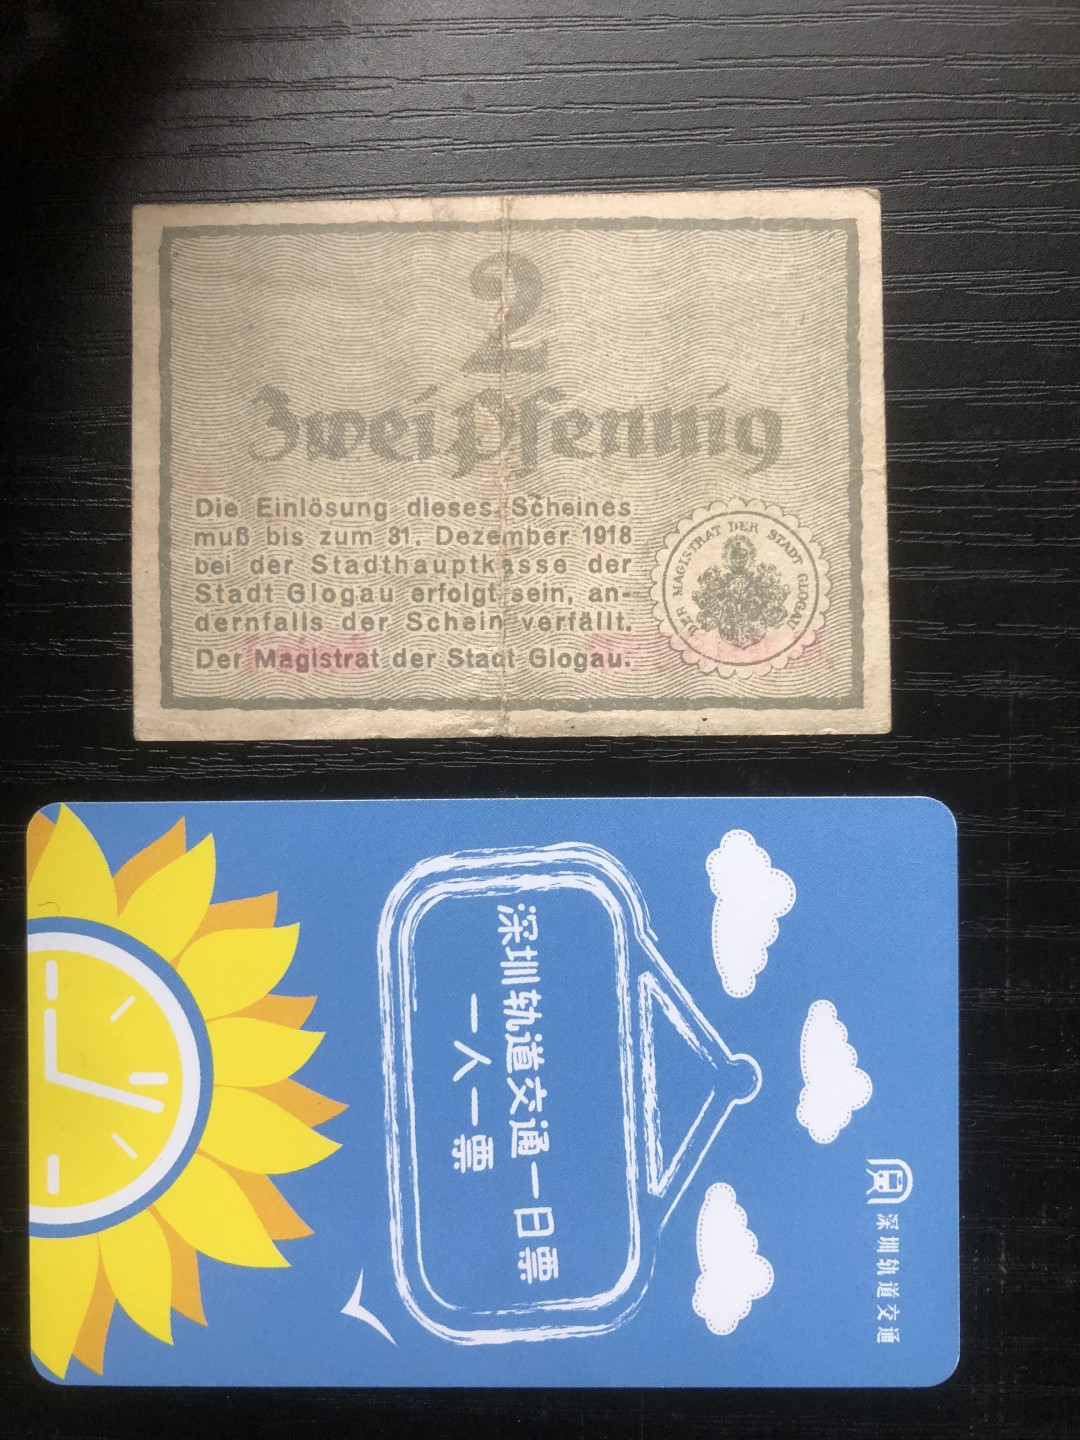 2
Zwei Pfennig
Die Einlösung dieses Scheines
muß bis zum 31. Dezember 1918
bei der Stadthauptkasse der
Stadt Glogau erfolgt sein, an-
dernfalls der Schein verfällt.
Der Magistrat der Stadt Glogau.
DER MAGISTRAT DER STADT GLOGAU
深圳轨道交通
深圳轨道交通一日票
一人一票